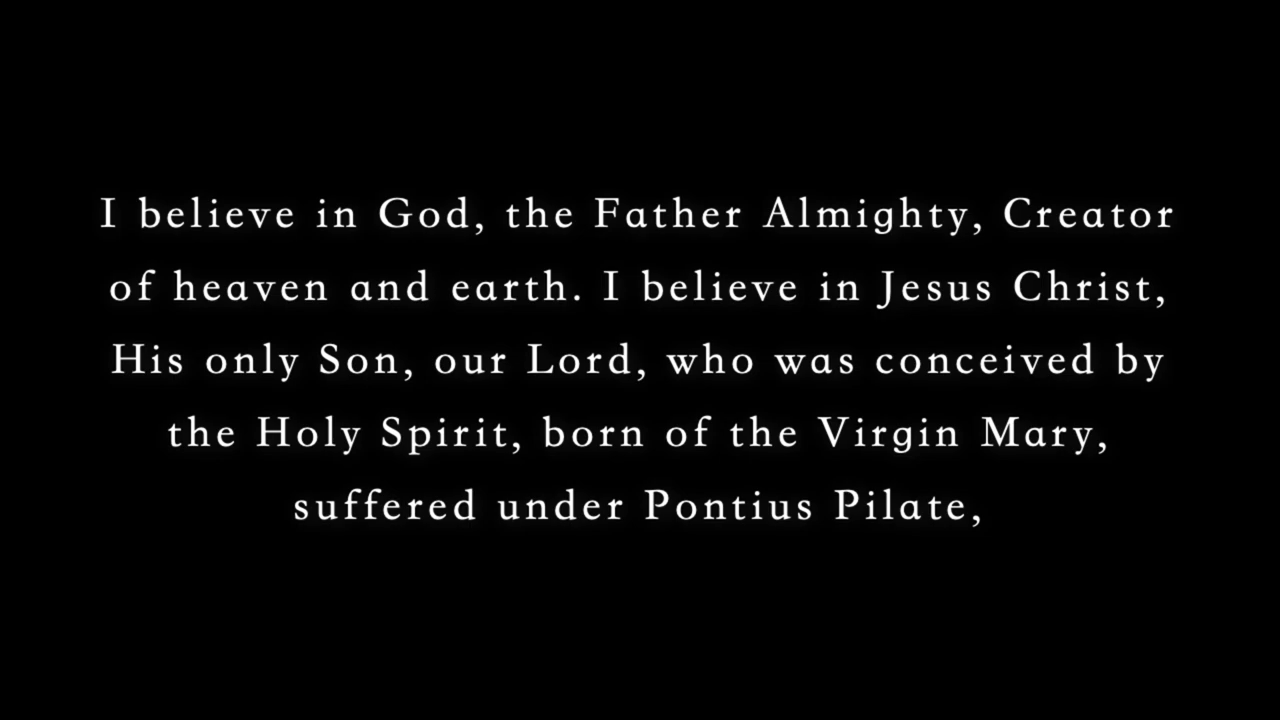 I believe in God, the Father Almighty, Creator
of heaven and earth. I believe in Jesus Christ,
His only Son, our Lord, who was conceived by
the Holy Spirit, born of the Virgin Mary,
suffered under Pontius Pilate,